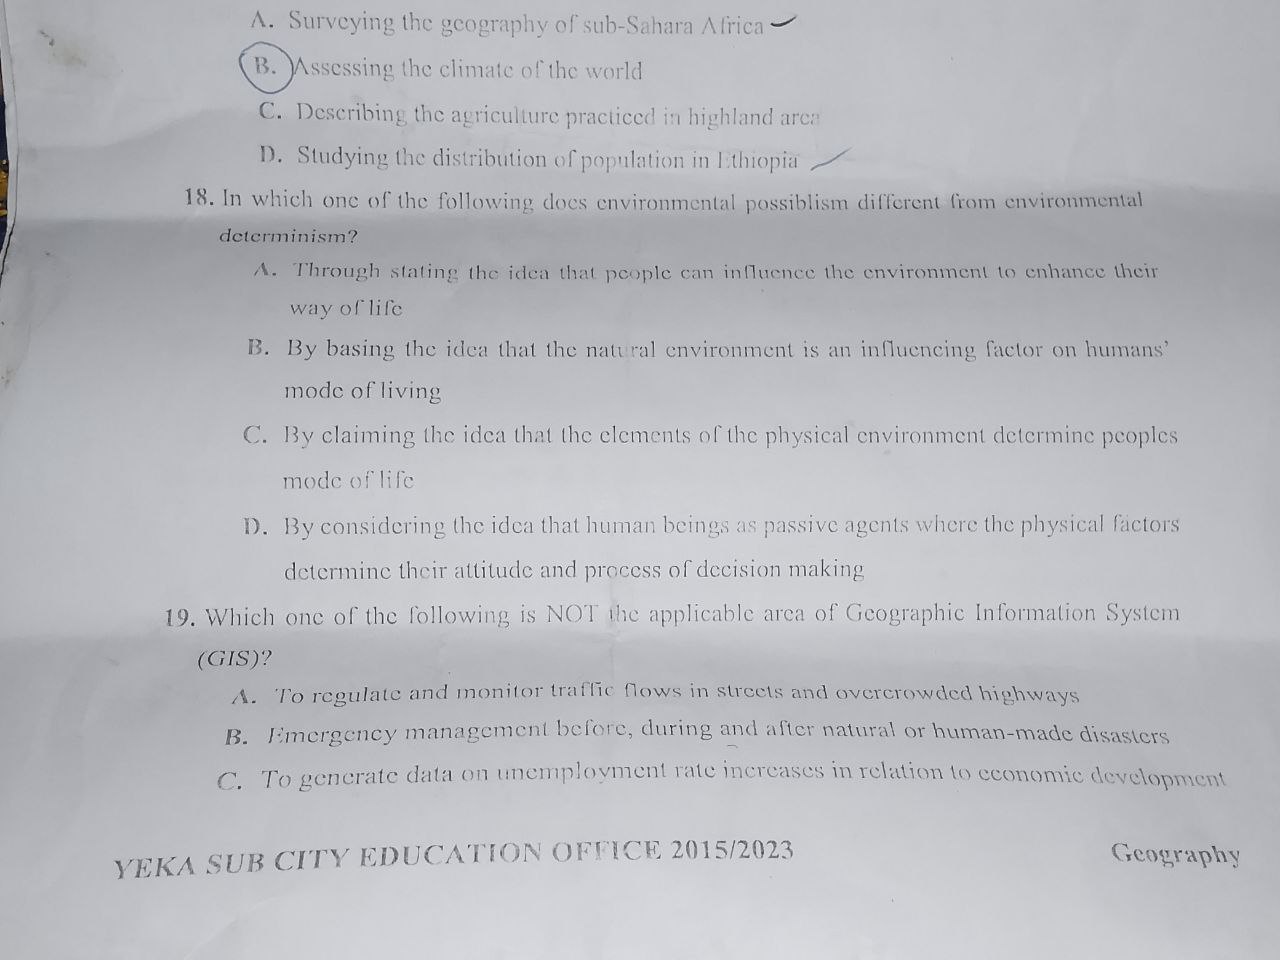 A. Surveying the geography of sub-Sahara Africa
B. Assessing the climate of the world
C. Describing the agriculture practiced in highland area
D. Studying the distribution of population in Ethiopia
18. In which one of the following does environmental possiblism different from environmental
determinism?
A. Through stating the idea that people can influence the environment to enhance their
way of life
B. By basing the idea that the natural environment is an influencing factor on humans'
mode of living
C. By claiming the idea that the elements of the physical environment determine peoples
mode of life
D. By considering the idea that human beings as passive agents where the physical factors
determine their attitude and process of decision making
19. Which one of the following is NOT the applicable area of Geographic Information System
(GIS)?
A. To regulate and monitor traffic flows in streets and overcrowded highways
B. Emergency management before, during and after natural or human-made disasters
C. To generate data on unemployment rate increases in relation to economic development
YEKA SUB CITY EDUCATION OFFICE 2015/2023
Geography